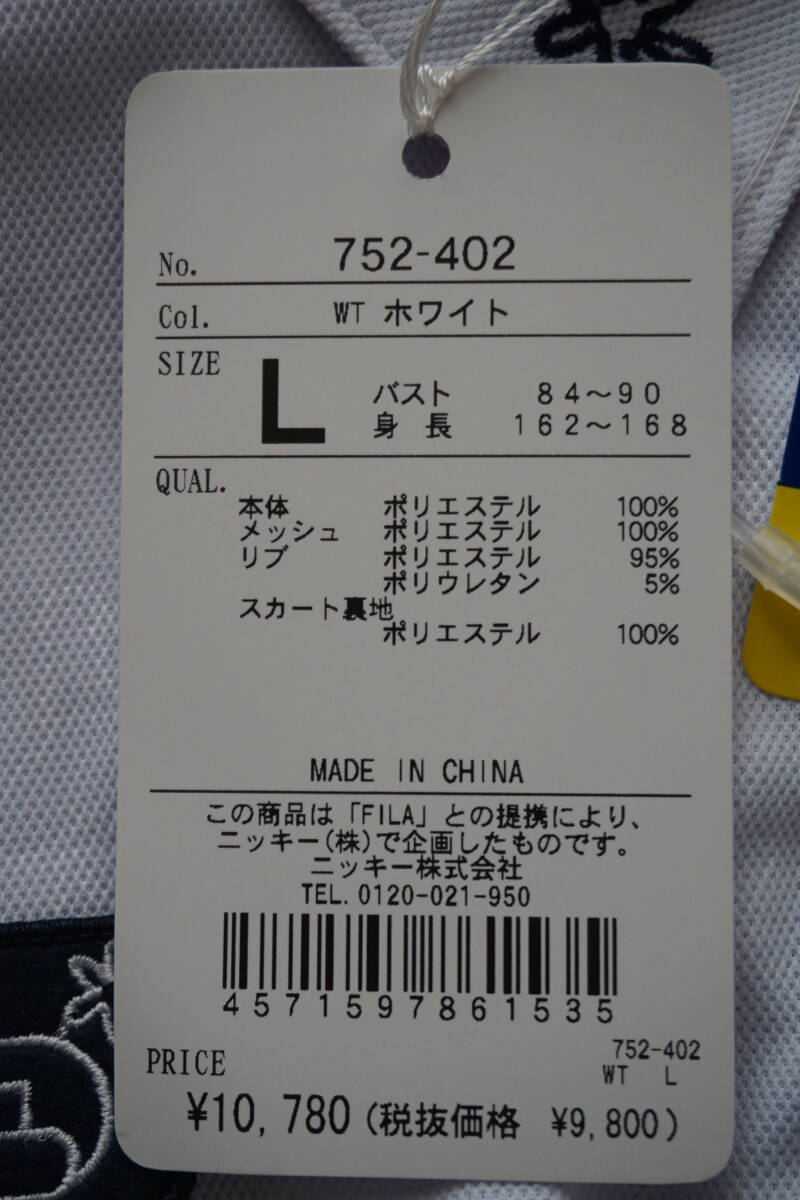 No. 752-402
Col. WT ホワイト
SIZE L バスト 84～90
身長 162～168
QUAL.
本体 ポリエステル 100%
メッシュ ポリエステル 100%
リブ ポリエステル 95%
ポリウレタン 5%
スカート裏地
ポリエステル 100%
MADE IN CHINA
この商品は「FILA」との提携により、
ニッキー(株)で企画したものです。
ニッキー株式会社
TEL. 0120-021-950
4571597861535
752-402
WT L
PRICE
¥10,780 (税抜価格 ¥9,800)